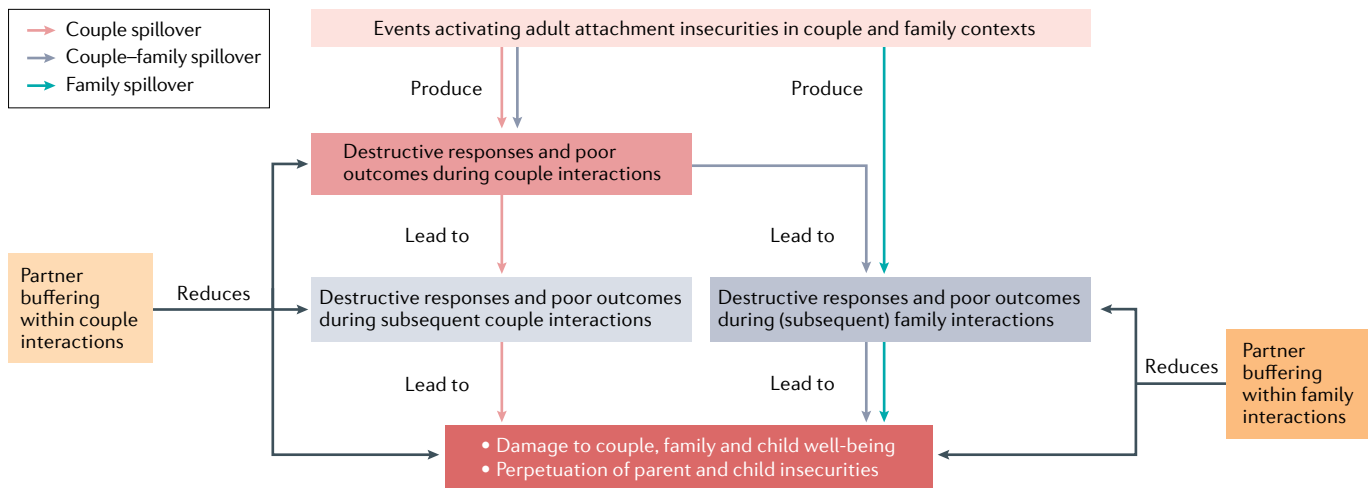 Couple spillover
Couple–family spillover
Family spillover
Events activating adult attachment insecurities in couple and family contexts
Produce
Produce
Destructive responses and poor
outcomes during couple interactions
Lead to
Lead to
Partner
buffering
within couple
interactions
Reduces
Destructive responses and poor outcomes
during subsequent couple interactions
Destructive responses and poor outcomes
during (subsequent) family interactions
Lead to
Lead to
Reduces
Partner
buffering
within family
interactions
• Damage to couple, family and child well-being
• Perpetuation of parent and child insecurities